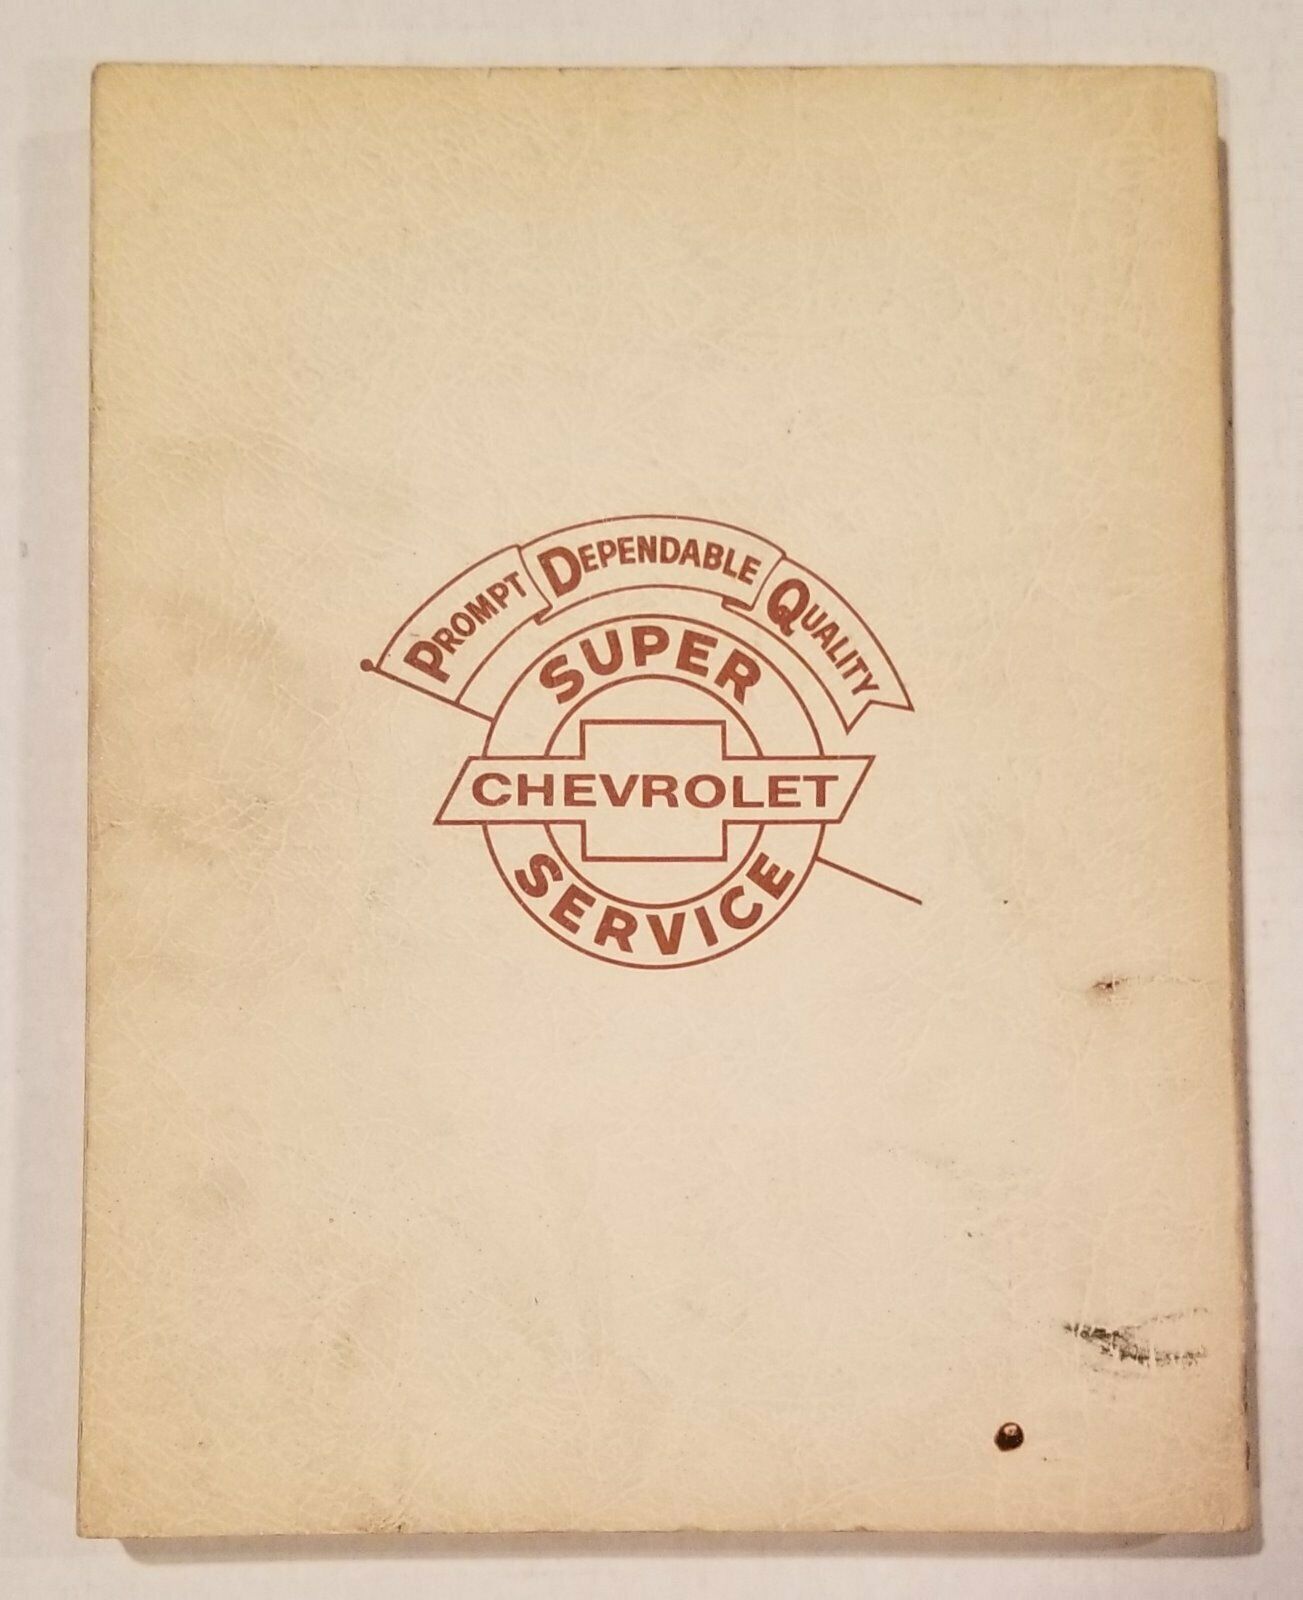 PROMPT DEPENDABLE QUALITY
SUPER
CHEVROLET
SERVICE